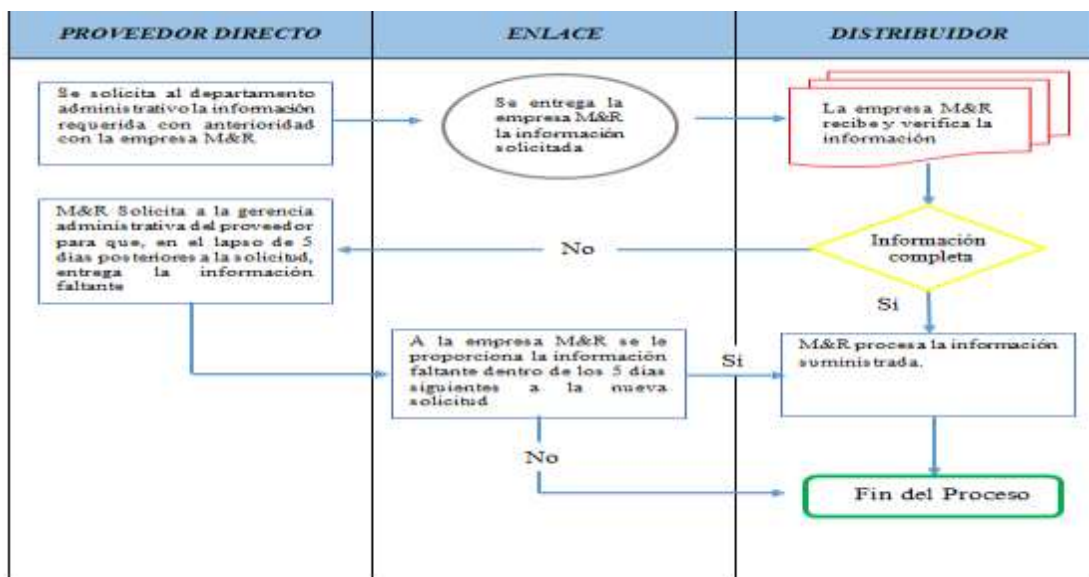 PROVEEDOR DIRECTO
ENLACE
DISTRIBUIDOR
Se solicita al departamento
administrativo la información
requerida con anterioridad
con la empresa M&R
Se entrega la
empresa M&R
la información
solicitada
La empresa M&R
recibe y verifica la
información
M&R Solicita a la gerencia
administrativa del proveedor
para que, en el lapso de 5
días posteriores a la solicitud,
entrega la información
faltante
No
Información
completa
Si
A la empresa M&R se le
proporciona la información
faltante dentro de los 5 días
siguientes a la nueva
solicitud
Si
M&R procesa la información
suministrada.
No
Fin del Proceso